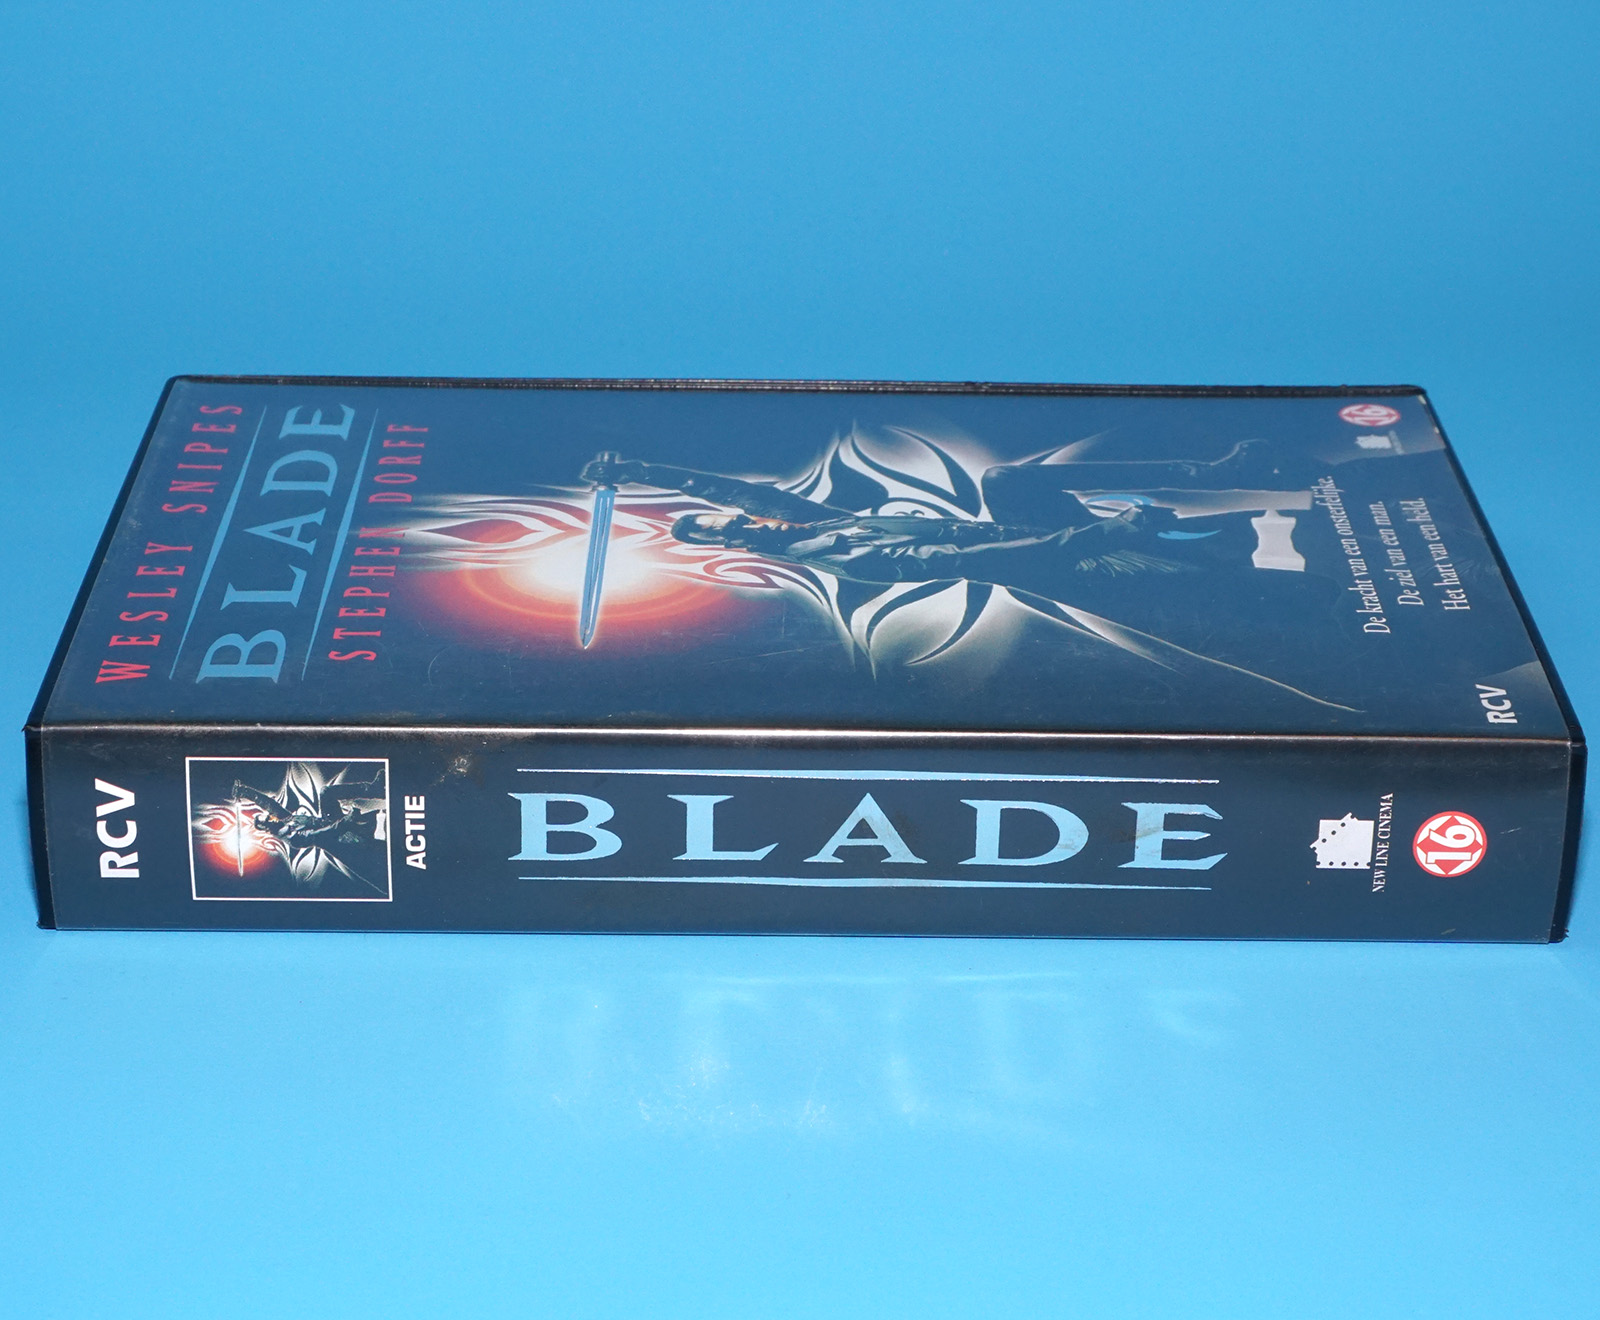 WESLEY SNIPES
BLADE
STEPHEN DORFF
De kracht van een onsterfelijke.
De ziel van een man.
Het hart van een held.
RCV
16
RCV
ACTIE
BLADE
NEW LINE CINEMA
16